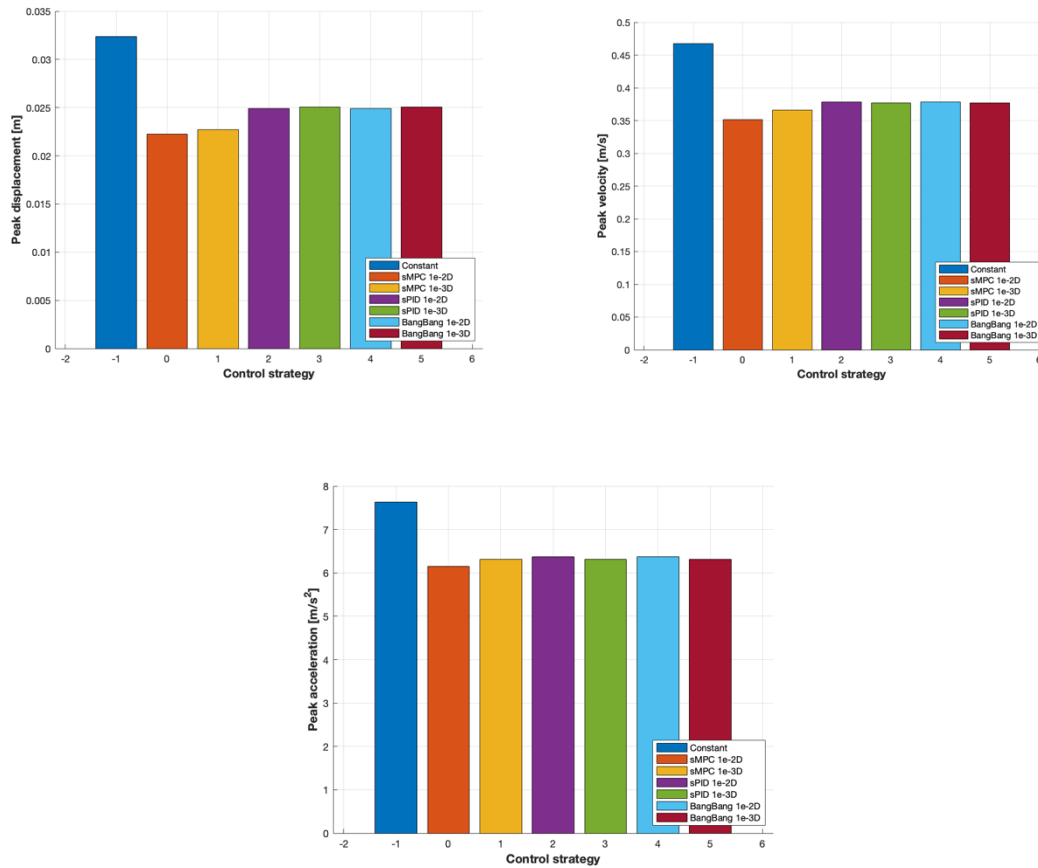 0.035
0.03
0.025
0.02
0.015
0.01
0.005
0
Peak displacement [m]
-2 -1 0 1 2 3 4 5 6
Control strategy
Constant
sMPC 1e-2D
sMPC 1e-3D
sPID 1e-2D
sPID 1e-3D
BangBang 1e-2D
BangBang 1e-3D
0.5
0.45
0.4
0.35
0.3
0.25
0.2
0.15
0.1
0.05
0
Peak velocity [m/s]
-2 -1 0 1 2 3 4 5 6
Control strategy
Constant
sMPC 1e-2D
sMPC 1e-3D
sPID 1e-2D
sPID 1e-3D
BangBang 1e-2D
BangBang 1e-3D
8
7
6
5
4
3
2
1
0
Peak acceleration [m/s²]
-2 -1 0 1 2 3 4 5 6
Control strategy
Constant
sMPC 1e-2D
sMPC 1e-3D
sPID 1e-2D
sPID 1e-3D
BangBang 1e-2D
BangBang 1e-3D